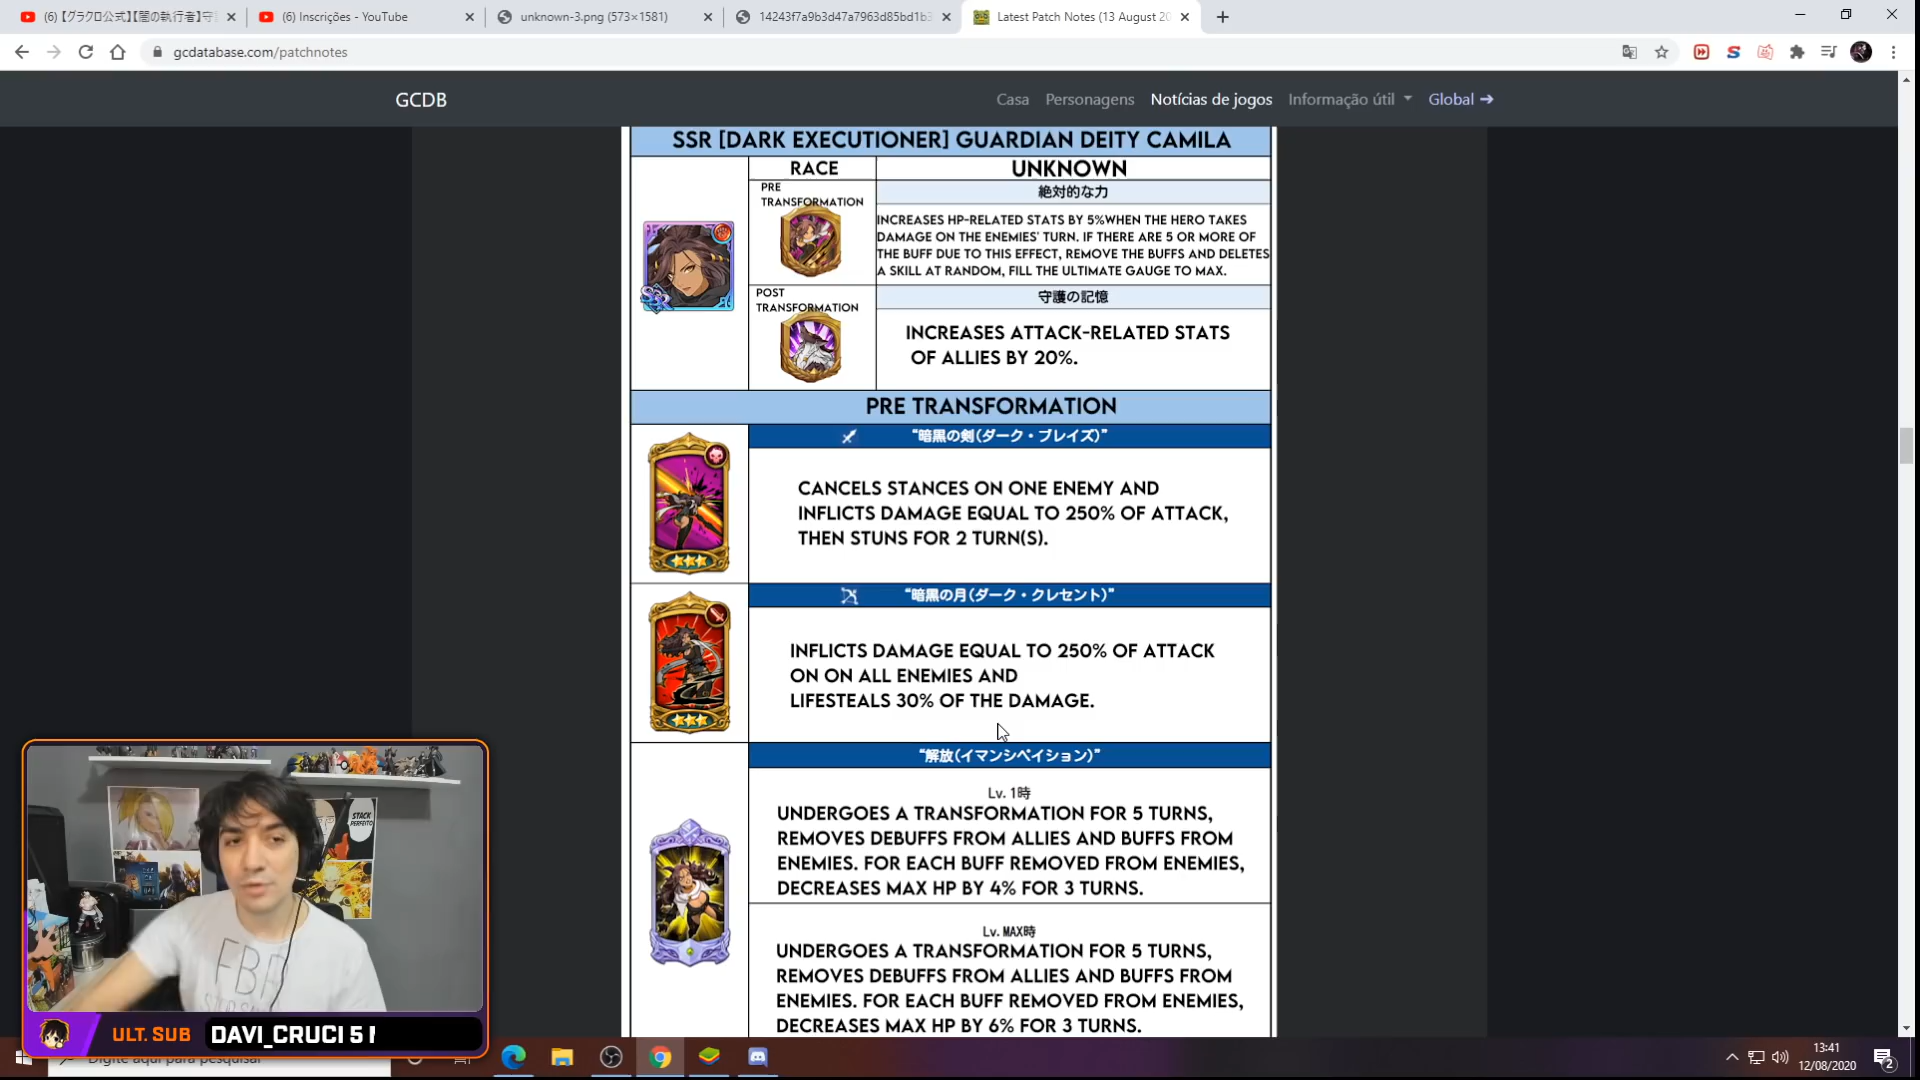 (6)【グラクロ公式】【闇の執行者】守
(6) Inscrições - YouTube
unknown-3.png (573×1581)
14243f7a9b3d47a7963d85bd1b3
Latest Patch Notes (13 August 20
gcdatabase.com/patchnotes
GCDB
Casa
Personagens
Notícias de jogos
Informação útil
Global
SSR [DARK EXECUTIONER] GUARDIAN DEITY CAMILA
RACE
UNKNOWN
PRE
TRANSFORMATION
絶対的な力
INCREASES HP-RELATED STATS BY 5%WHEN THE HERO TAKES
DAMAGE ON THE ENEMIES' TURN. IF THERE ARE 5 OR MORE OF
THE BUFF DUE TO THIS EFFECT, REMOVE THE BUFFS AND DELETES
A SKILL AT RANDOM, FILL THE ULTIMATE GAUGE TO MAX.
POST
TRANSFORMATION
守護の記憶
INCREASES ATTACK-RELATED STATS
OF ALLIES BY 20%.
PRE TRANSFORMATION
“暗黒の剣(ダーク・ブレイズ)”
CANCELS STANCES ON ONE ENEMY AND
INFLICTS DAMAGE EQUAL TO 250% OF ATTACK,
THEN STUNS FOR 2 TURN(S).
“暗黒の月(ダーク・クレセント)”
INFLICTS DAMAGE EQUAL TO 250% OF ATTACK
ON ON ALL ENEMIES AND
LIFESTEALS 30% OF THE DAMAGE.
“解放(イマンシペイション)”
Lv. 1時
UNDERGOES A TRANSFORMATION FOR 5 TURNS,
REMOVES DEBUFFS FROM ALLIES AND BUFFS FROM
ENEMIES. FOR EACH BUFF REMOVED FROM ENEMIES,
DECREASES MAX HP BY 4% FOR 3 TURNS.
Lv. MAX時
UNDERGOES A TRANSFORMATION FOR 5 TURNS,
REMOVES DEBUFFS FROM ALLIES AND BUFFS FROM
ENEMIES. FOR EACH BUFF REMOVED FROM ENEMIES,
DECREASES MAX HP BY 6% FOR 3 TURNS.
SSR
STACK
PERFEITO
FBA
ULT. SUB
DAVI_CRUCI 5
Digite aqui para pesquisar
13:41
12/08/2020
2